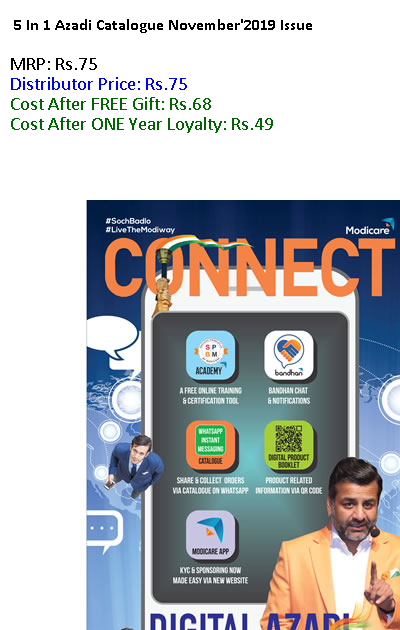 5 In 1 Azadi Catalogue November'2019 Issue
MRP: Rs.75
Distributor Price: Rs.75
Cost After FREE Gift: Rs.68
Cost After ONE Year Loyalty: Rs.49
#SochBadlo
#LiveTheModiway
Modicare
CONNECT
SPBM
ACADEMY
A FREE ONLINE TRAINING
& CERTIFICATION TOOL
bandhan
BANDHAN CHAT
& NOTIFICATIONS
WHATSAPP
INSTANT
MESSAGING
CATALOGUE
SHARE & COLLECT ORDERS
VIA CATALOGUE ON WHATSAPP
DIGITAL PRODUCT
BOOKLET
PRODUCT RELATED
INFORMATION VIA QR CODE
MODICARE APP
KYC & SPONSORING NOW
MADE EASY VIA NEW WEBSITE
DIGITAL AZADI